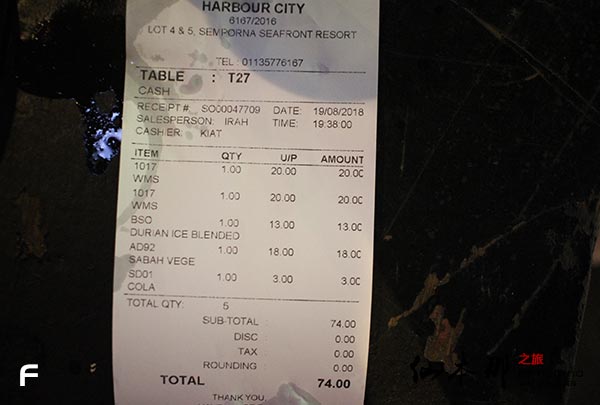 HARBOUR CITY
6167/2016
LOT 4 & 5, SEMPORNA SEAFRONT RESORT
TEL : 01135776167
TABLE : T27
CASH
RECEIPT #: SO00047709 DATE: 19/08/2018
SALESPERSON: IRAH TIME: 19:38:00
CASHIER: KIAT
ITEM QTY U/P AMOUNT
1017 1.00 20.00 20.00
WMS
1017 1.00 20.00 20.00
WMS
BSO 1.00 13.00 13.00
DURIAN ICE BLENDED
AD92 1.00 18.00 18.00
SABAH VEGE
SD01 1.00 3.00 3.00
COLA
TOTAL QTY: 5
SUB-TOTAL : 74.00
DISC : 0.00
TAX : 0.00
ROUNDING : 0.00
TOTAL 74.00
THANK YOU
F
之旅